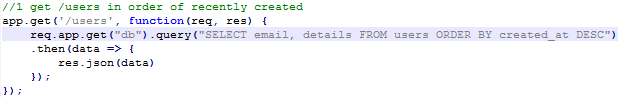 //1 get /users in order of recently created
app.get('/users', function(req, res) {
    req.app.get("db").query("SELECT email, details FROM users ORDER BY created_at DESC")
    .then(data => {
        res.json(data)
    });
});